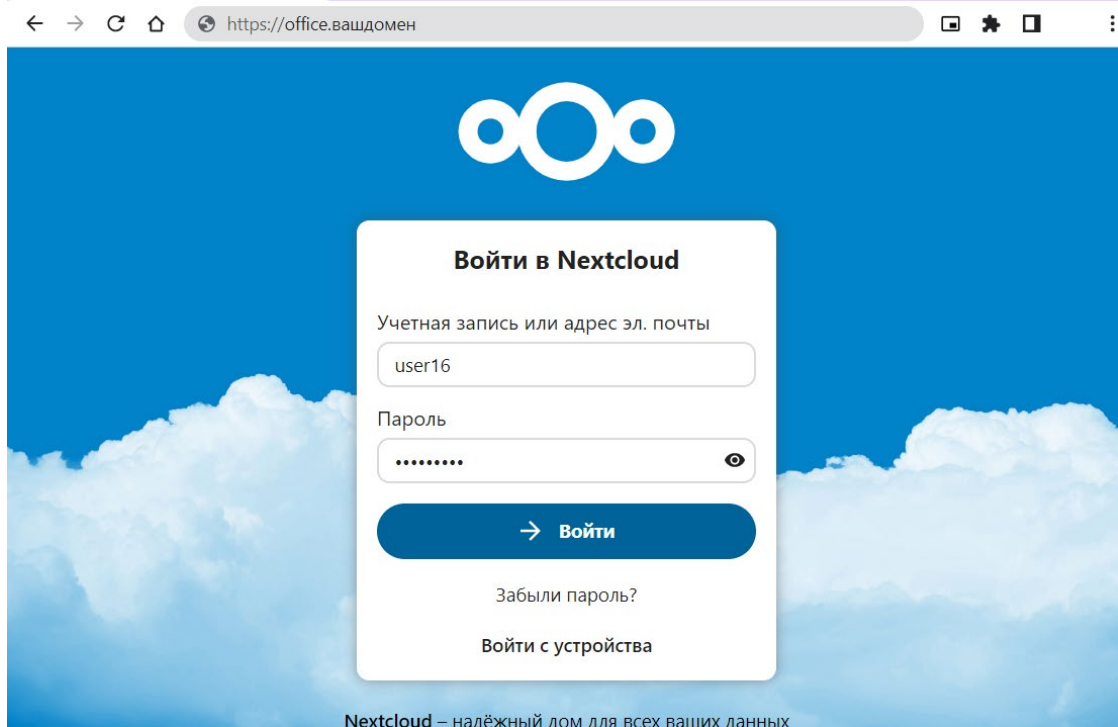 https://office.вашдомен
Войти в Nextcloud
Учетная запись или адрес эл. почты
user16
Пароль
•••••••••
Войти
Забыли пароль?
Войти с устройства
Nextcloud – надёжный дом для всех ваших данных